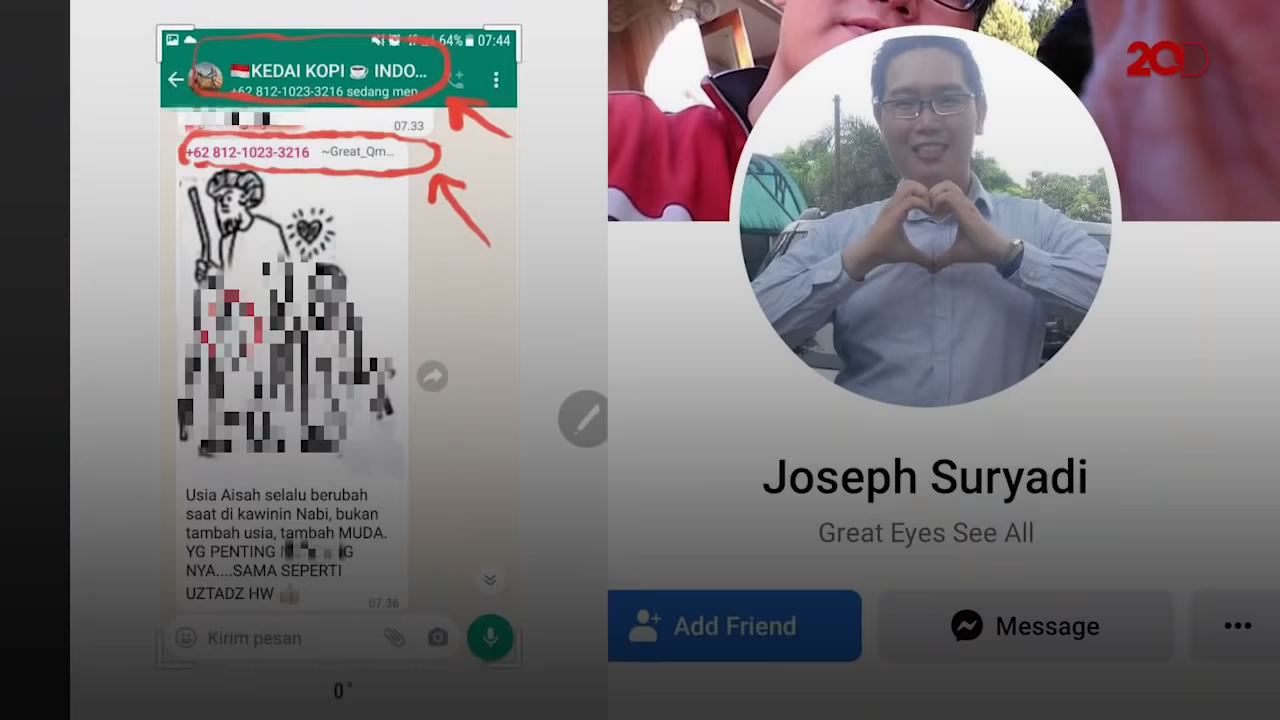 64% 07:44
KEDAI KOPI ☕ INDO...
+62 812-1023-3216 sedang men
07.33
+62 812-1023-3216 ~Great_Qm...
Usia Aisah selalu berubah
saat di kawinin Nabi, bukan
tambah usia, tambah MUDA.
YG PENTING G
NYA....SAMA SEPERTI
UZTADZ HW 👍
07.36
Kirim pesan
0°
20D
Joseph Suryadi
Great Eyes See All
Add Friend
Message